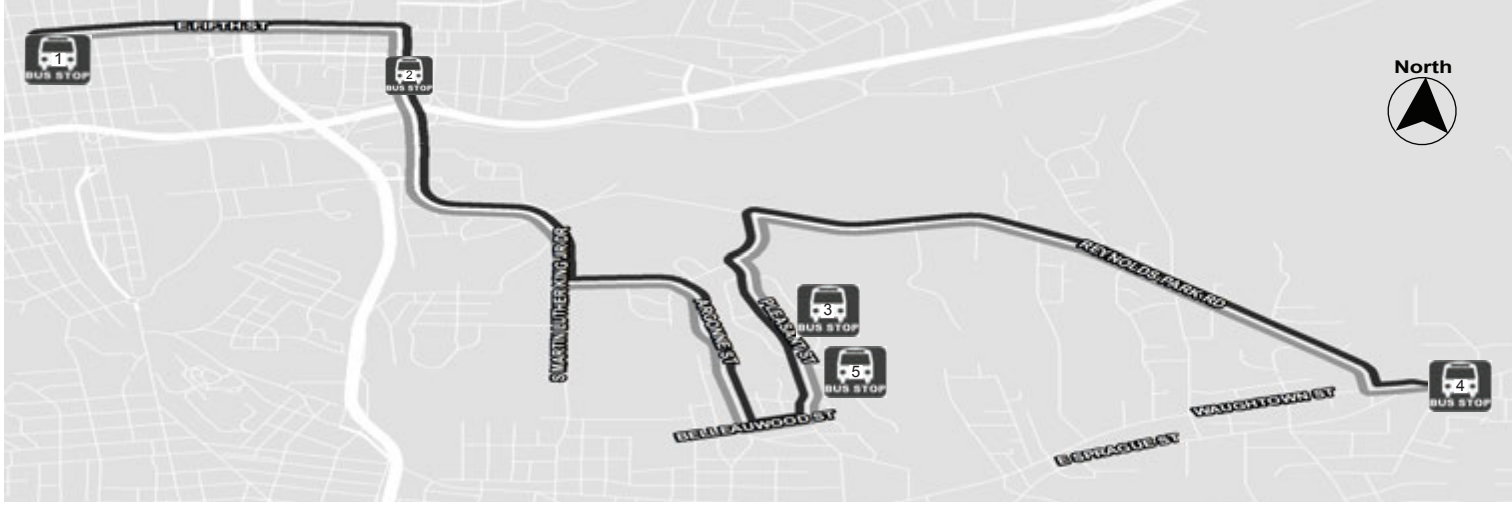 E FIFTH ST
1
BUS STOP
2
BUS STOP
North
S MARTIN LUTHER KING JR DR
REYNOLDS PARK RD
ARGONNE ST
PLEASANT ST
3
BUS STOP
5
BUS STOP
4
BUS STOP
WAUGHTOWN ST
BELLEAUWOOD ST
E SPRAGUE ST